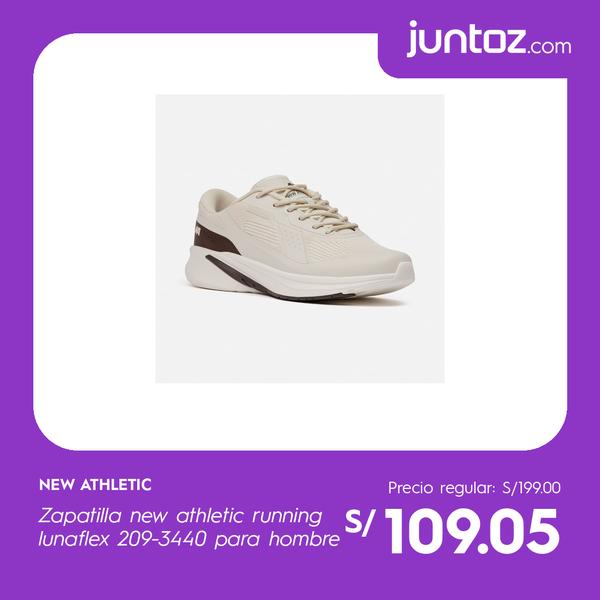 juntoz.com
NEW ATHLETIC
Zapatilla new athletic running
lunaflex 209-3440 para hombre
Precio regular: S/199.00
S/ 109.05